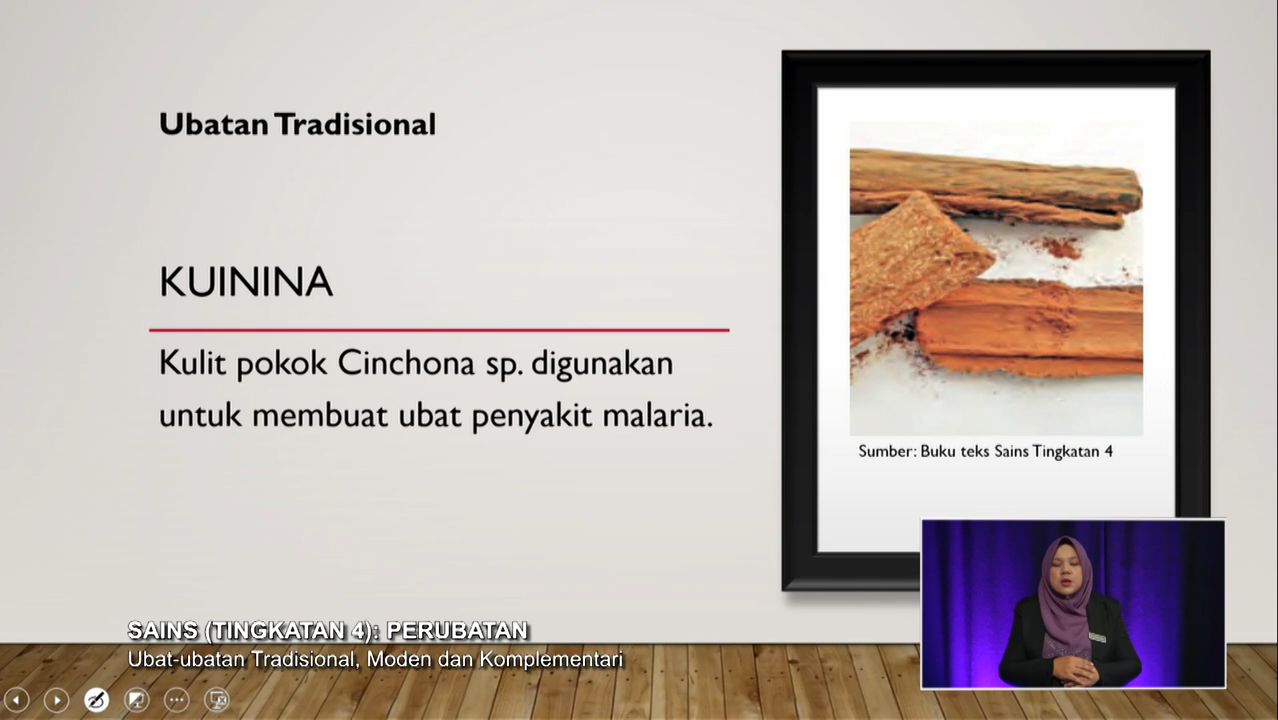 Ubatan Tradisional
KUININA
Kulit pokok Cinchona sp. digunakan
untuk membuat ubat penyakit malaria.
Sumber: Buku teks Sains Tingkatan 4
SAINS (TINGKATAN 4): PERUBATAN
Ubat-ubatan Tradisional, Moden dan Komplementari